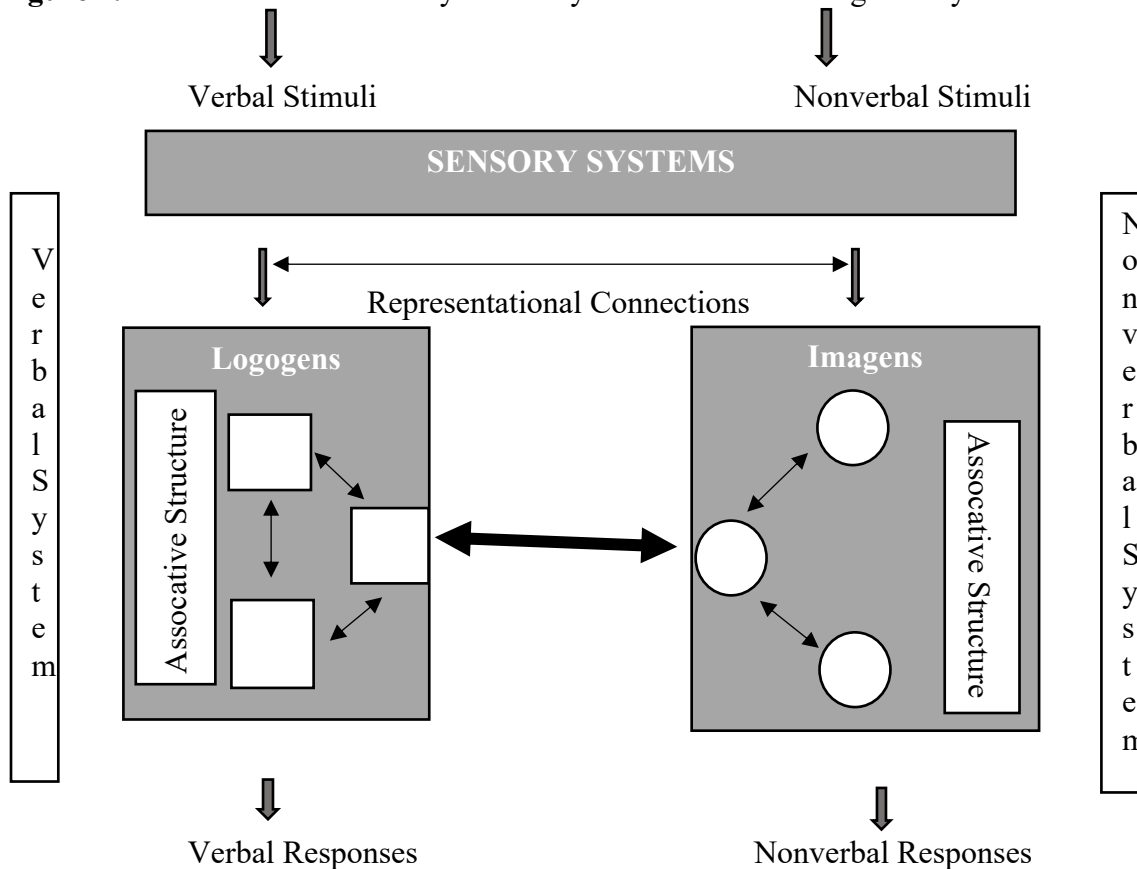 Verbal Stimuli
Nonverbal Stimuli
SENSORY SYSTEMS
Verbal System
Nonverbal System
Representational Connections
Logogens
Imagens
Assocative Structure
Assocative Structure
Verbal Responses
Nonverbal Responses